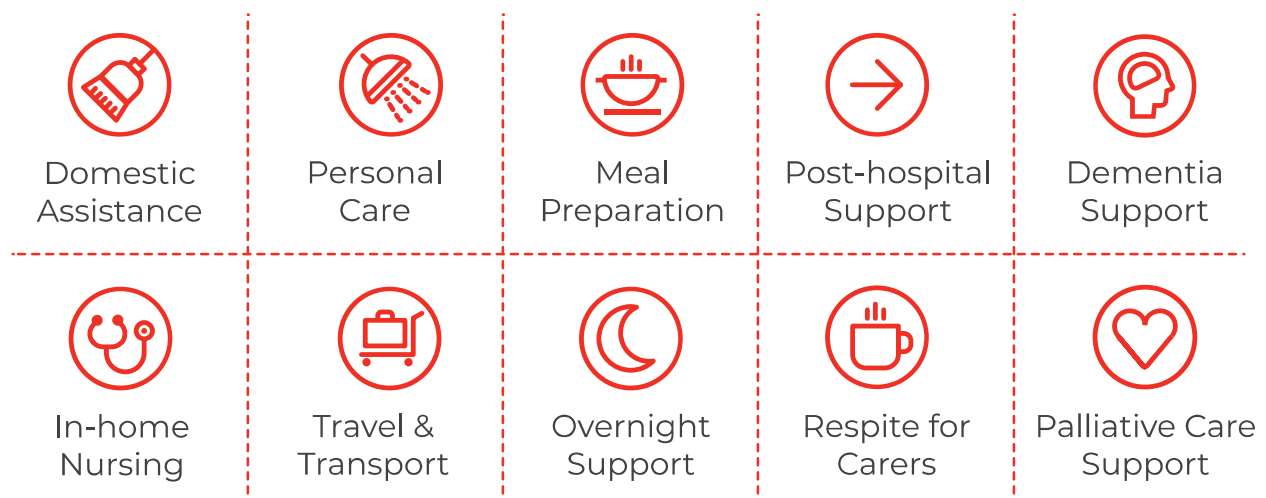 Domestic
Assistance
Personal
Care
Meal
Preparation
Post-hospital
Support
Dementia
Support
In-home
Nursing
Travel &
Transport
Overnight
Support
Respite for
Carers
Palliative Care
Support